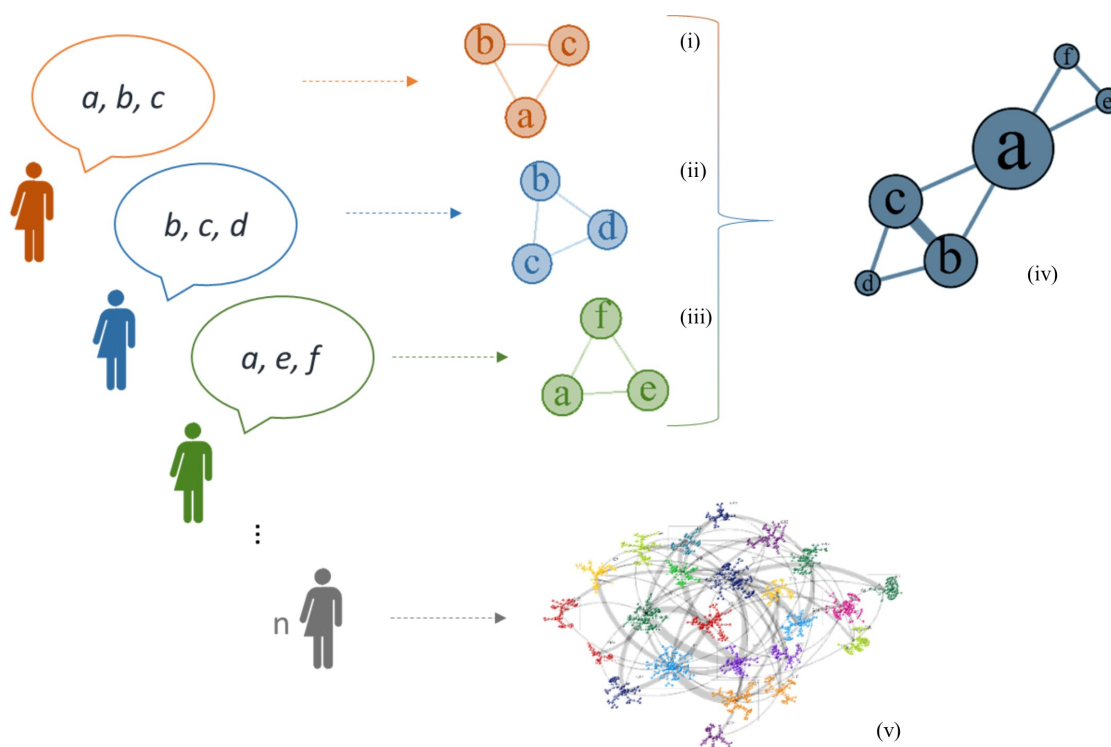 a, b, c
b
c
a
(i)
b, c, d
b
d
c
(ii)
a, e, f
f
a
e
(iii)
f
e
a
c
b
d
(iv)
...
n
(v)